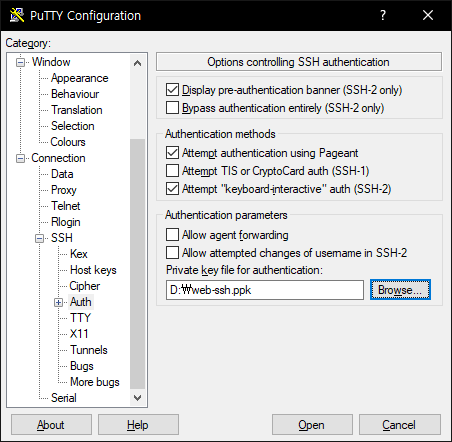 PuTTY Configuration
?
Category:
Window
Appearance
Behaviour
Translation
Selection
Colours
Connection
Data
Proxy
Telnet
Rlogin
SSH
Kex
Host keys
Cipher
Auth
TTY
X11
Tunnels
Bugs
More bugs
Serial
Options controlling SSH authentication
Display pre-authentication banner (SSH-2 only)
Bypass authentication entirely (SSH-2 only)
Authentication methods
Attempt authentication using Pageant
Attempt TIS or CryptoCard auth (SSH-1)
Attempt "keyboard-interactive" auth (SSH-2)
Authentication parameters
Allow agent forwarding
Allow attempted changes of username in SSH-2
Private key file for authentication:
D:₩web-ssh.ppk
Browse...
About
Help
Open
Cancel